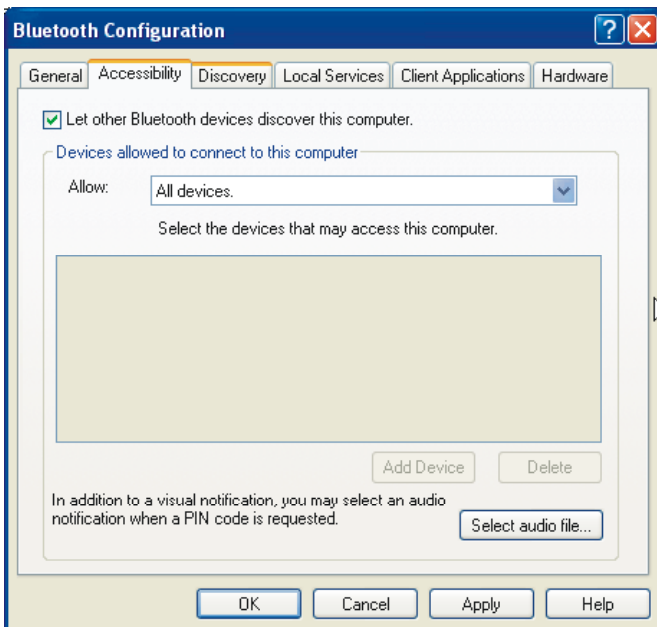 Bluetooth Configuration
General Accessibility Discovery Local Services Client Applications Hardware
Let other Bluetooth devices discover this computer.
Devices allowed to connect to this computer
Allow: All devices.
Select the devices that may access this computer.
Add Device Delete
In addition to a visual notification, you may select an audio
notification when a PIN code is requested.
Select audio file...
OK Cancel Apply Help